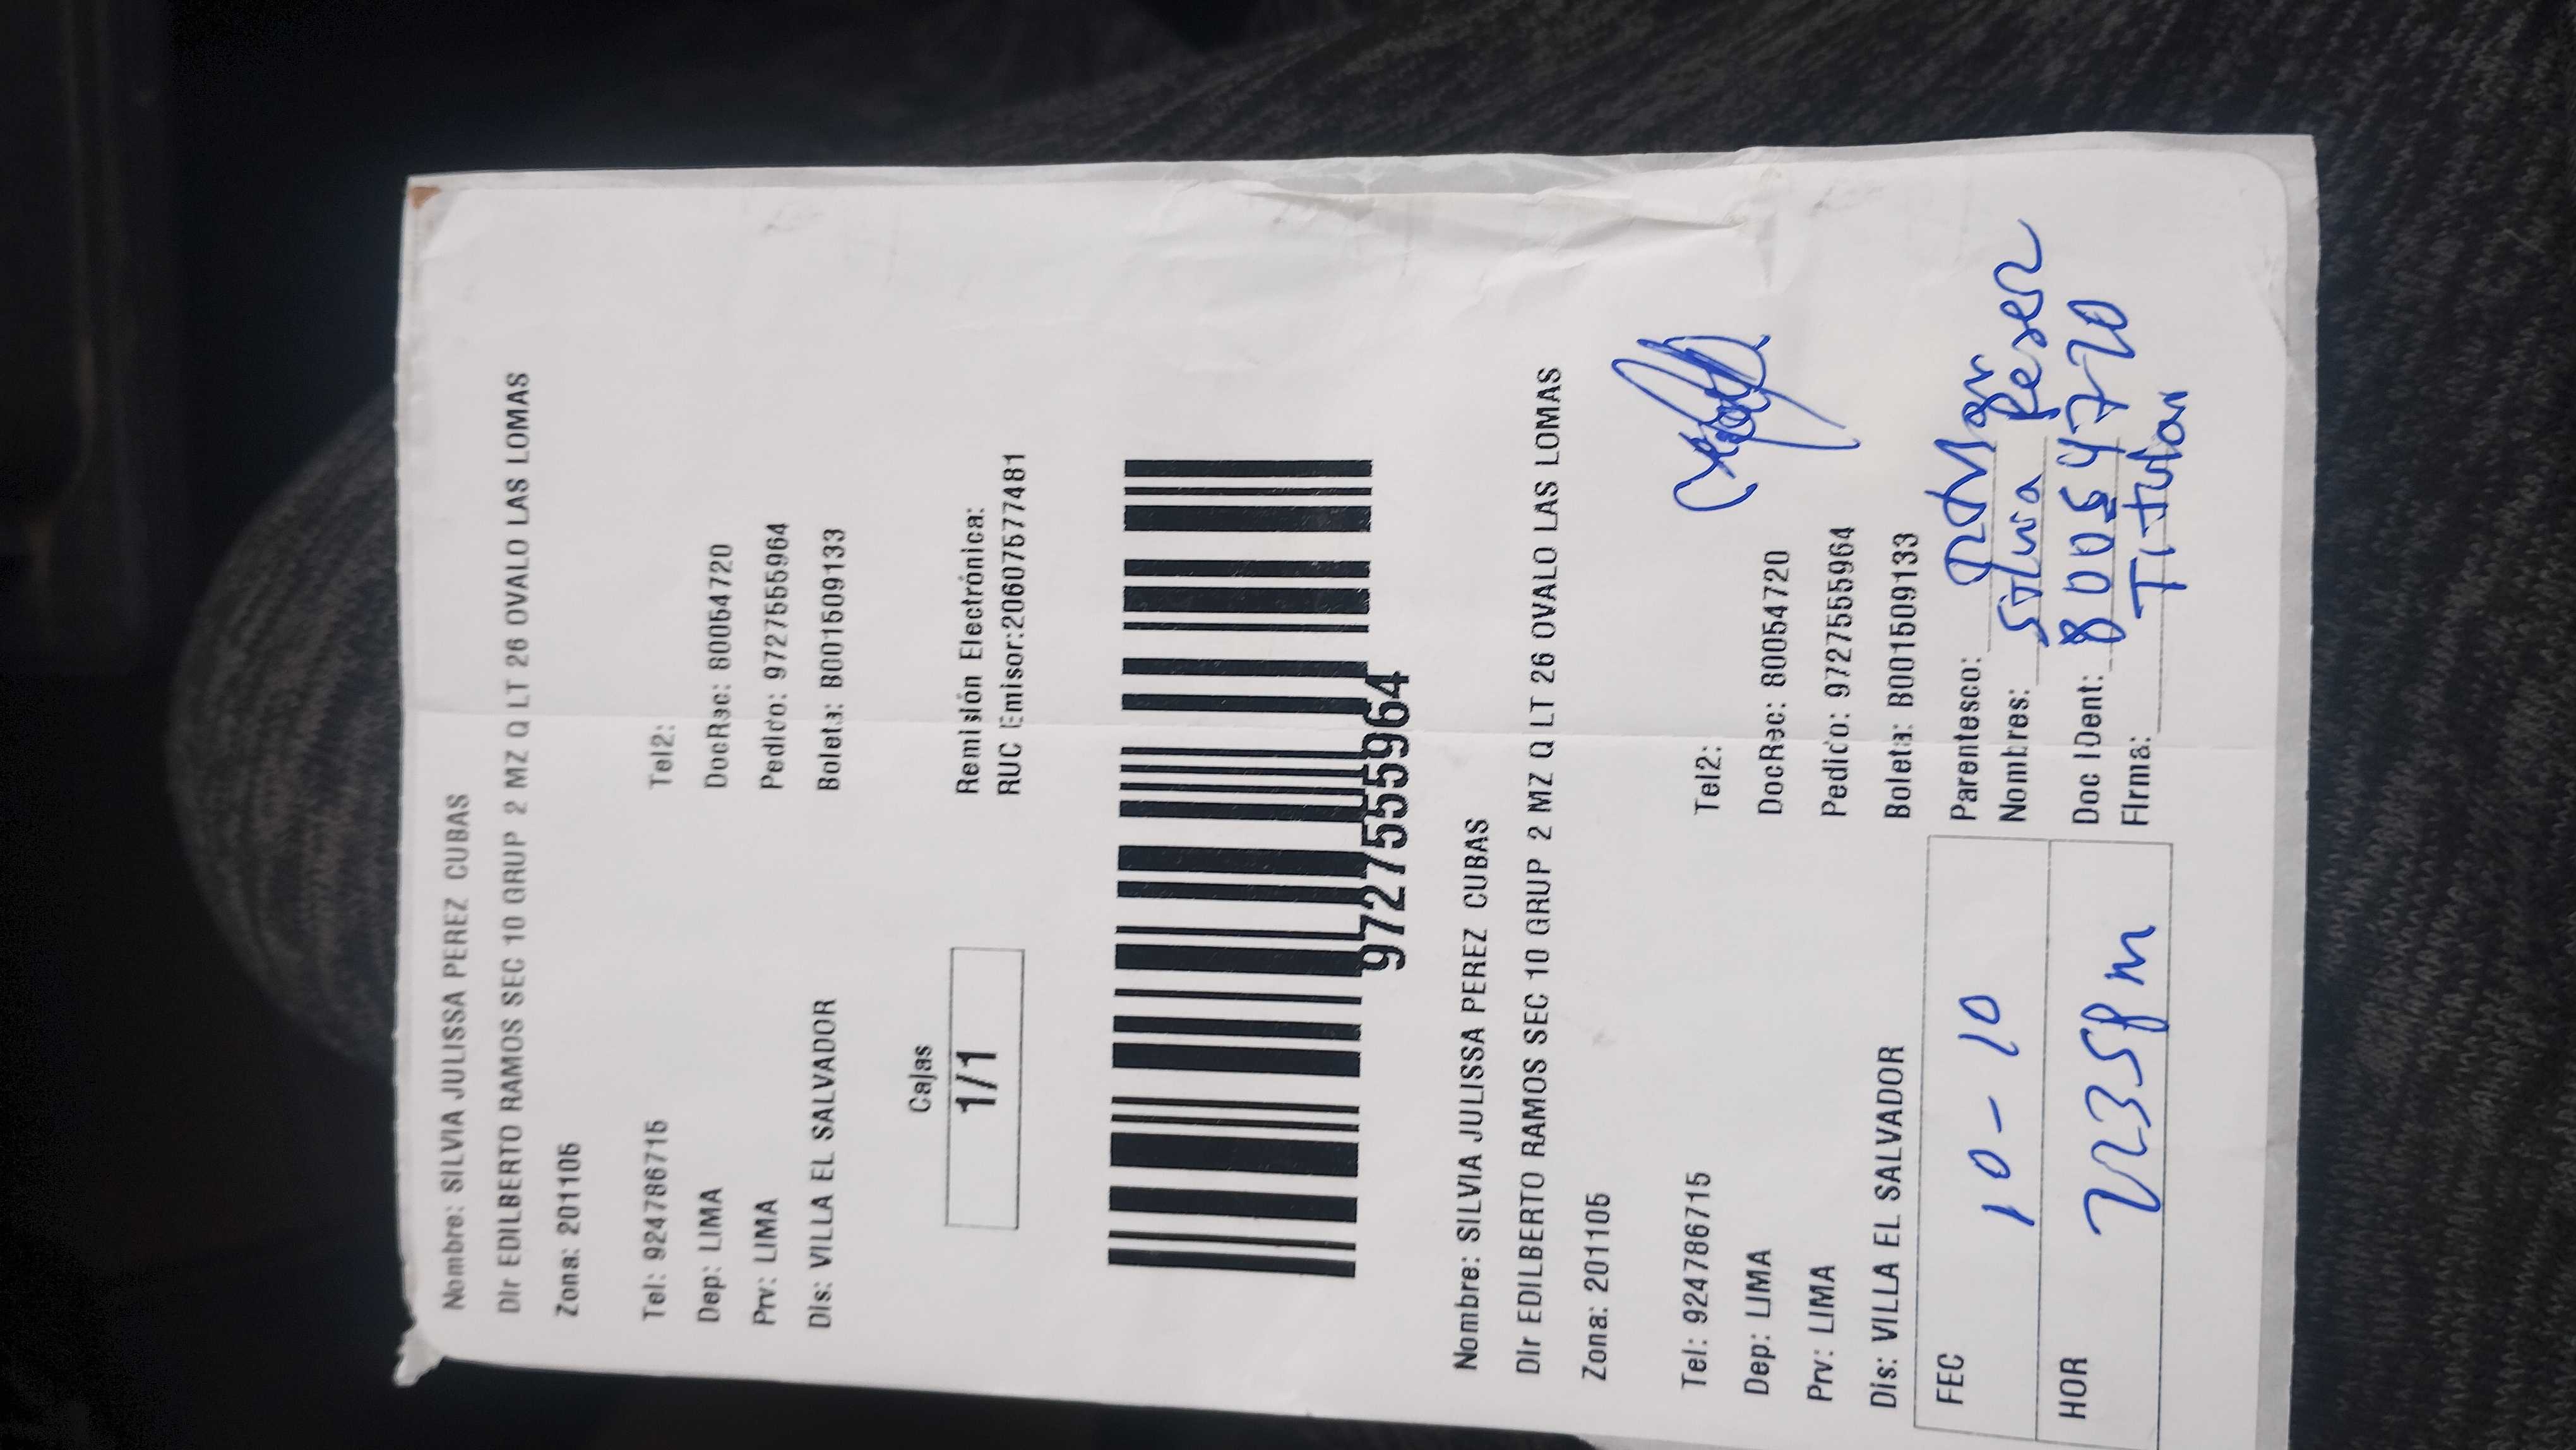 Nombre: SILVIA JULISSA PEREZ CUBAS
Dir EDILBERTO RAMOS SEC 10 GRUP 2 MZ Q LT 26 OVALO LAS LOMAS
Zona: 201105
Tel: 924786715 Tel2:
Dep: LIMA DocRec: 80054720
Prv: LIMA Pedido: 9727555964
Dis: VILLA EL SALVADOR Boleta: B001509133
Cajas
1/1
Remisión Electrónica:
RUC Emisor:20607577481
9727555964
Nombre: SILVIA JULISSA PEREZ CUBAS
Dir EDILBERTO RAMOS SEC 10 GRUP 2 MZ Q LT 26 OVALO LAS LOMAS
Zona: 201105
Tel: 924786715 Tel2:
Dep: LIMA DocRec: 80054720
Prv: LIMA Pedido: 9727555964
Dis: VILLA EL SALVADOR Boleta: B001509133
FEC 10-10 Parentesco:
Nombres: Silvia Perez
HOR 2235pm Doc IDent: 80054720
Firma: Titular